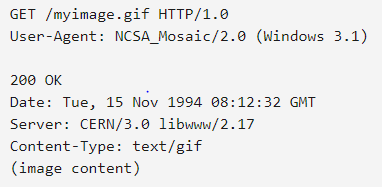 GET /myimage.gif HTTP/1.0
User-Agent: NCSA_Mosaic/2.0 (Windows 3.1)
200 OK
Date: Tue, 15 Nov 1994 08:12:32 GMT
Server: CERN/3.0 libwww/2.17
Content-Type: text/gif
(image content)